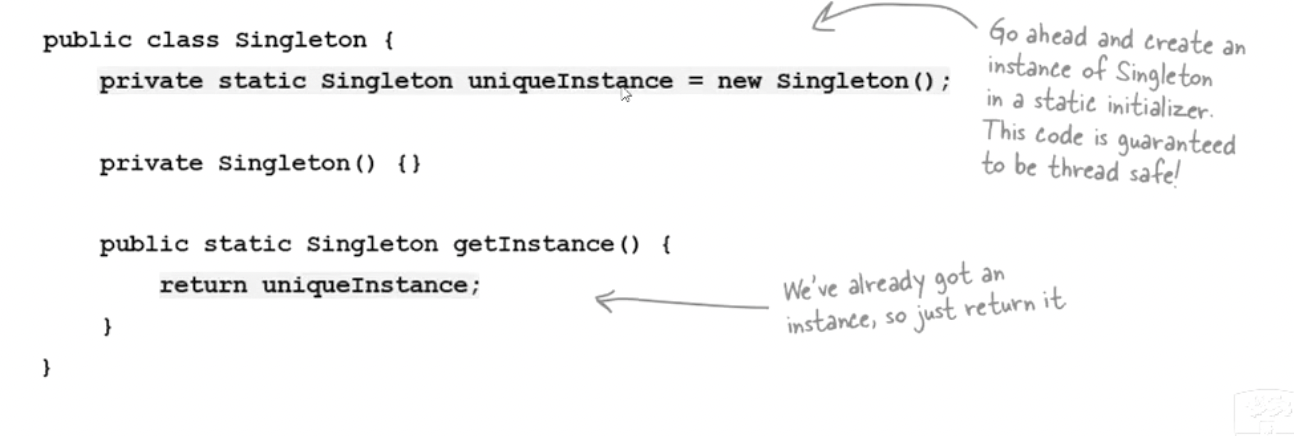 public class Singleton {
private static Singleton uniqueInstance = new Singleton();
private Singleton() {}
public static Singleton getInstance() {
return uniqueInstance;
}
}
Go ahead and create an
instance of Singleton
in a static initializer.
This code is guaranteed
to be thread safe!
We've already got an
instance, so just return it